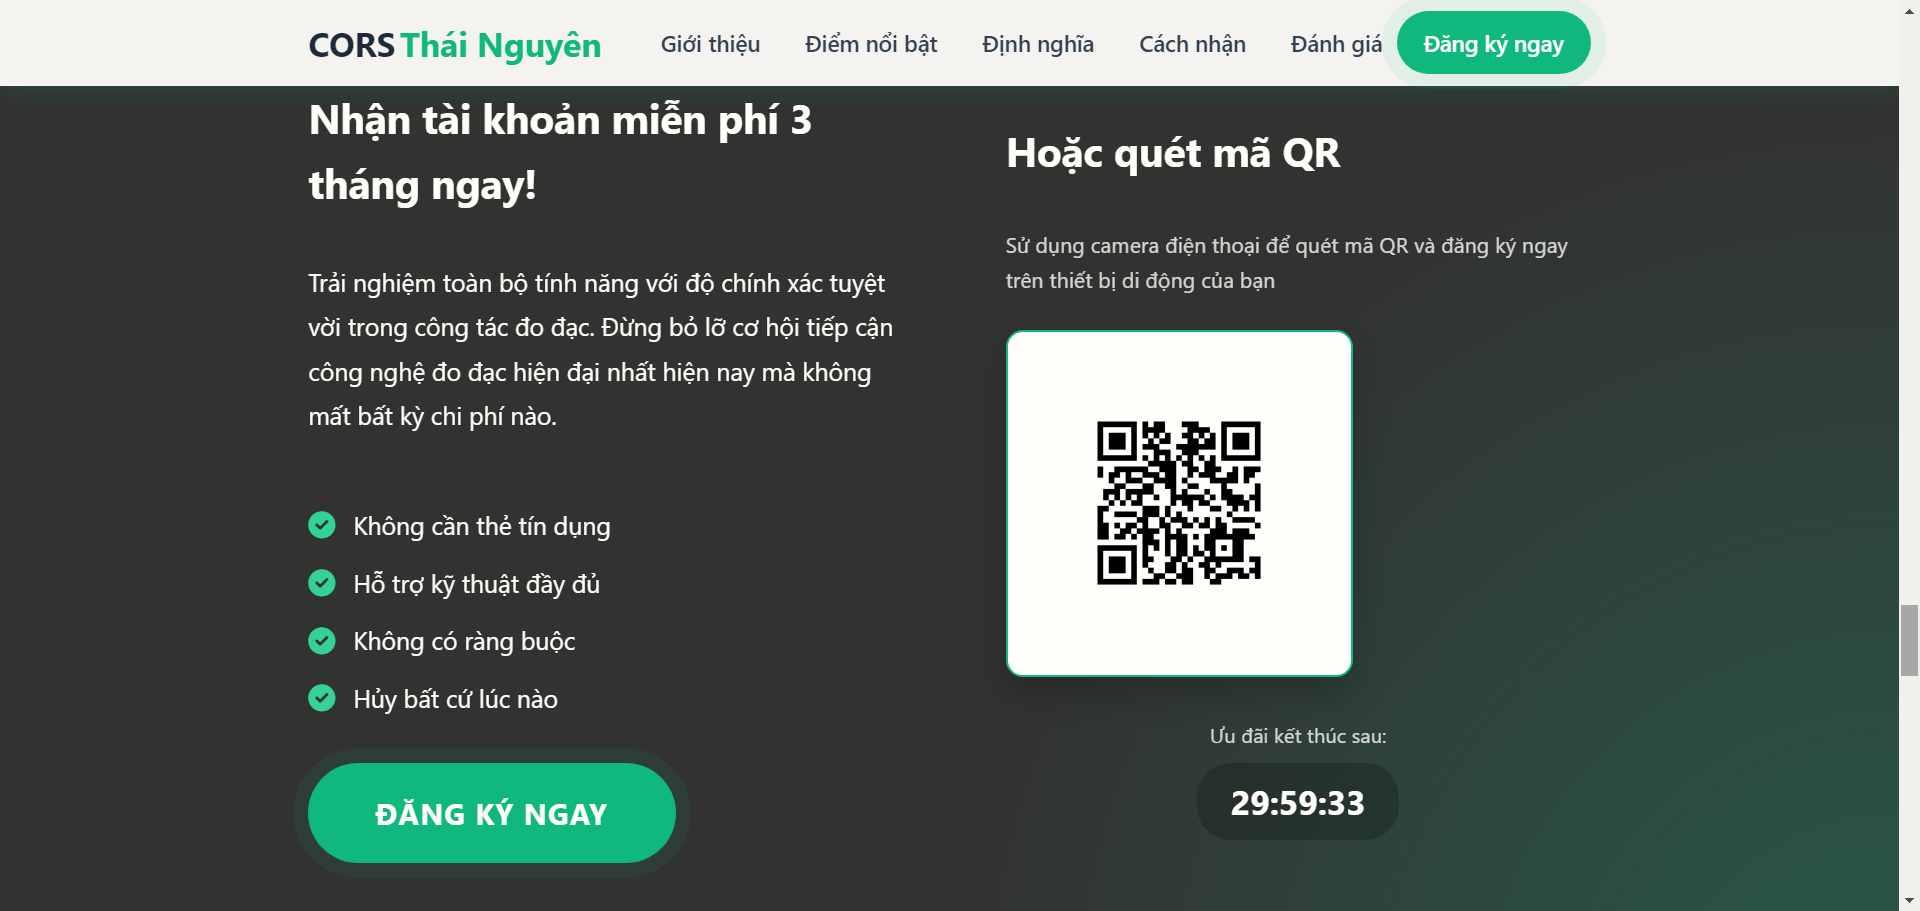 CORS Thái Nguyên
Giới thiệu
Điểm nổi bật
Định nghĩa
Cách nhận
Đánh giá
Đăng ký ngay
Nhận tài khoản miễn phí 3
tháng ngay!
Trải nghiệm toàn bộ tính năng với độ chính xác tuyệt
vời trong công tác đo đạc. Đừng bỏ lỡ cơ hội tiếp cận
công nghệ đo đạc hiện đại nhất hiện nay mà không
mất bất kỳ chi phí nào.
Không cần thẻ tín dụng
Hỗ trợ kỹ thuật đầy đủ
Không có ràng buộc
Hủy bất cứ lúc nào
ĐĂNG KÝ NGAY
Hoặc quét mã QR
Sử dụng camera điện thoại để quét mã QR và đăng ký ngay
trên thiết bị di động của bạn
Ưu đãi kết thúc sau:
29:59:33